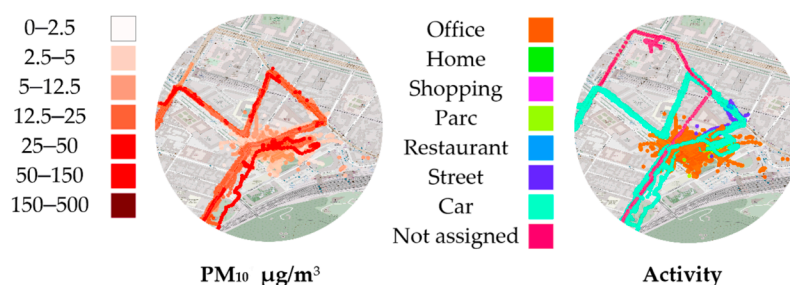 0–2.5
2.5–5
5–12.5
12.5–25
25–50
50–150
150–500
PM₁₀ µg/m³
Office
Home
Shopping
Parc
Restaurant
Street
Car
Not assigned
Activity